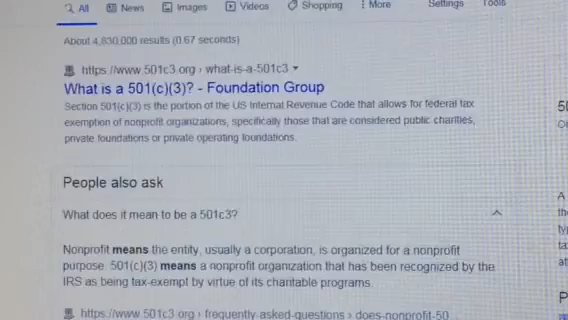 All News Images Videos Shopping More Settings Tools
About 4,830,000 results (0.67 seconds)
https://www.501c3.org › what-is-a-501c3
What is a 501(c)(3)? - Foundation Group
Section 501(c)(3) is the portion of the US Internal Revenue Code that allows for federal tax
exemption of nonprofit organizations, specifically those that are considered public charities,
private foundations or private operating foundations.
People also ask
What does it mean to be a 501c3?
Nonprofit means the entity, usually a corporation, is organized for a nonprofit
purpose. 501(c)(3) means a nonprofit organization that has been recognized by the
IRS as being tax-exempt by virtue of its charitable programs.
https://www.501c3.org › frequently-asked-questions › does-nonprofit-50...